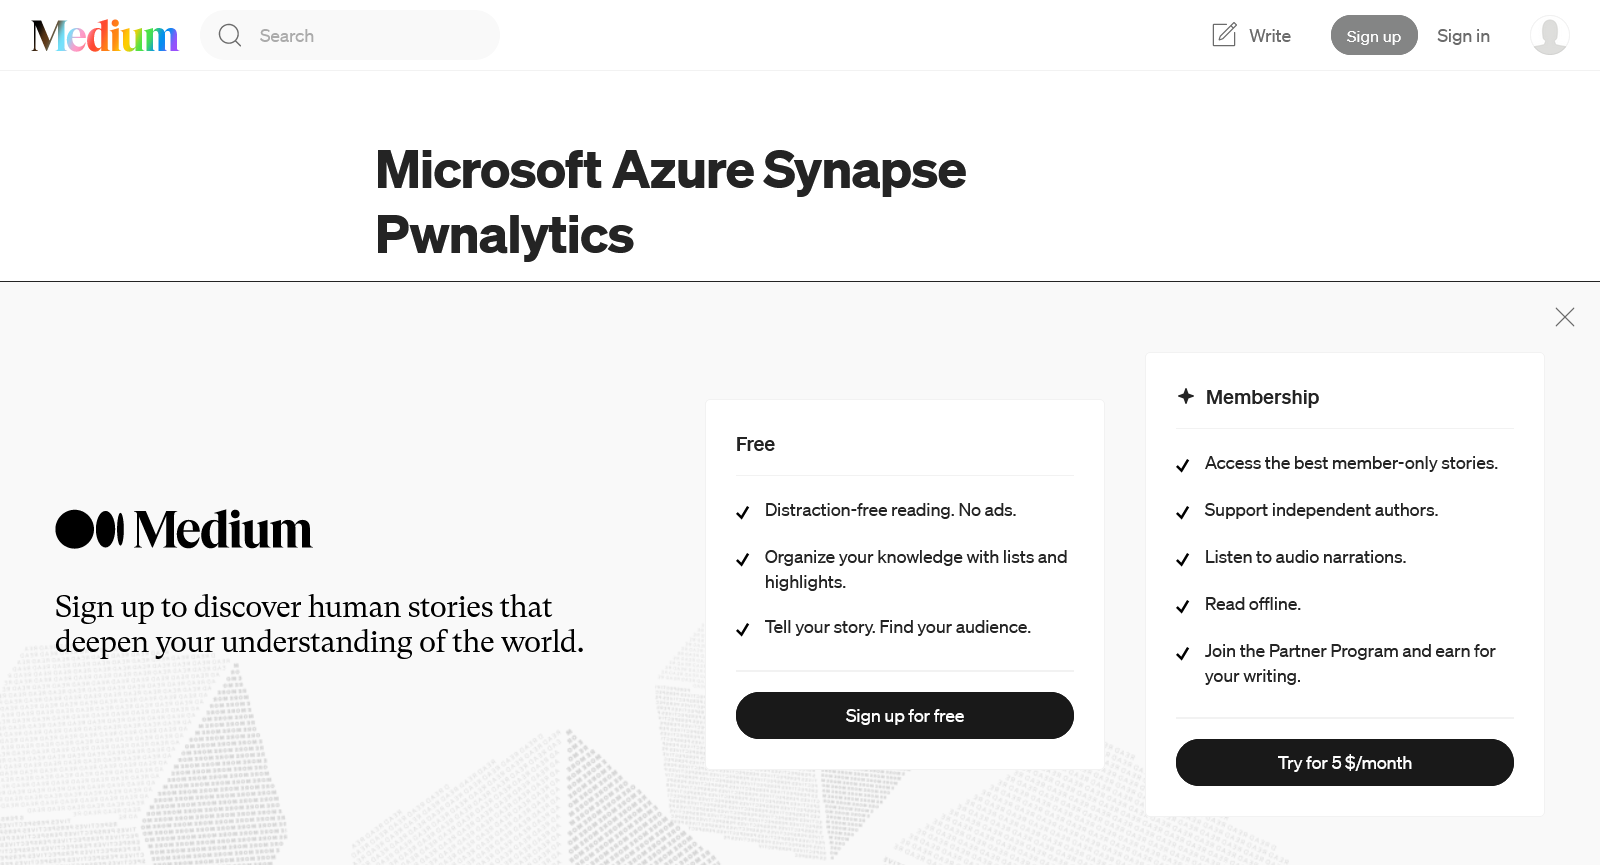 Medium
Search
Write
Sign up
Sign in
Microsoft Azure Synapse
Pwnalytics
Medium
Sign up to discover human stories that
deepen your understanding of the world.
Free
Distraction-free reading. No ads.
Organize your knowledge with lists and
highlights.
Tell your story. Find your audience.
Sign up for free
Membership
Access the best member-only stories.
Support independent authors.
Listen to audio narrations.
Read offline.
Join the Partner Program and earn for
your writing.
Try for 5 $/month